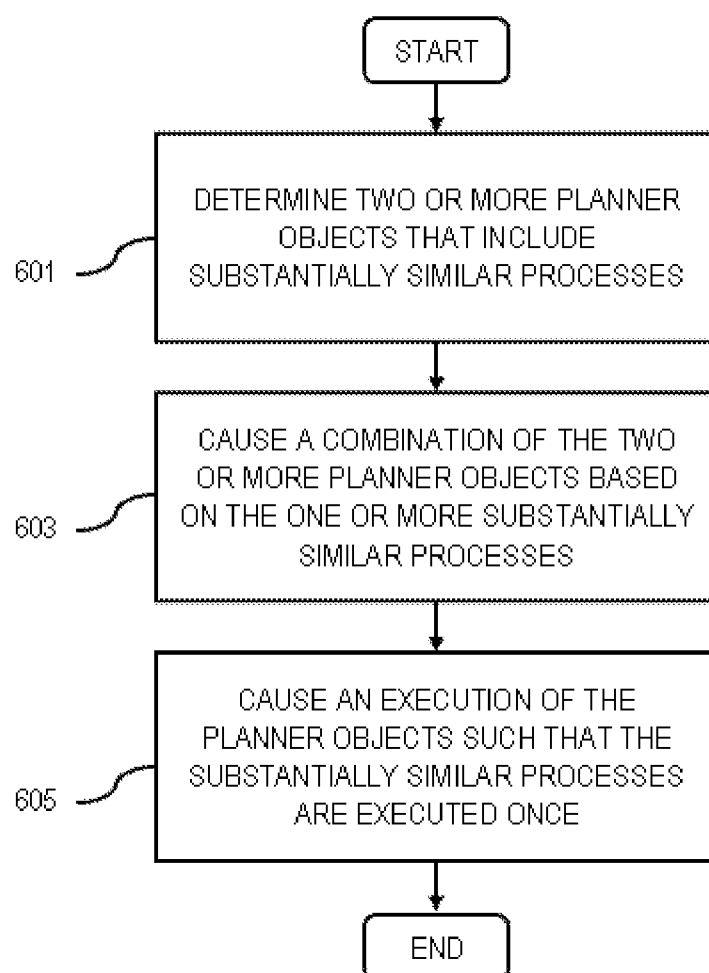 START
DETERMINE TWO OR MORE PLANNER
OBJECTS THAT INCLUDE
SUBSTANTIALLY SIMILAR PROCESSES
601
CAUSE A COMBINATION OF THE TWO
OR MORE PLANNER OBJECTS BASED
ON THE ONE OR MORE SUBSTANTIALLY
SIMILAR PROCESSES
603
CAUSE AN EXECUTION OF THE
PLANNER OBJECTS SUCH THAT THE
SUBSTANTIALLY SIMILAR PROCESSES
ARE EXECUTED ONCE
605
END